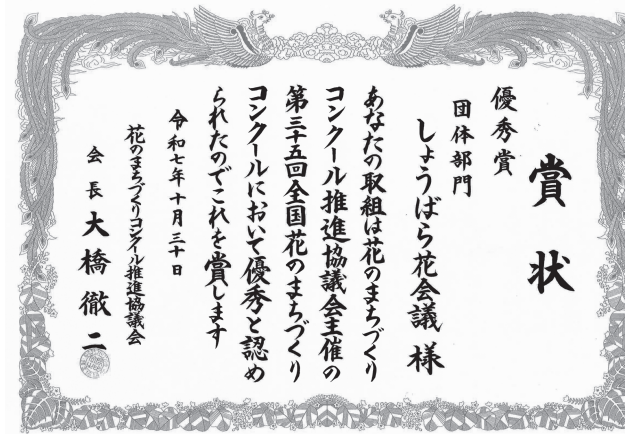 賞状
優秀賞
団体部門
しょうばら花会議 様
あなたの取組は花のまちづくり
コンクール推進協議会主催の
第三十五回全国花のまちづくり
コンクールにおいて優秀と認め
られたのでこれを賞します
令和七年十月三十日
花のまちづくりコンクール推進協議会
会長 大橋徹二